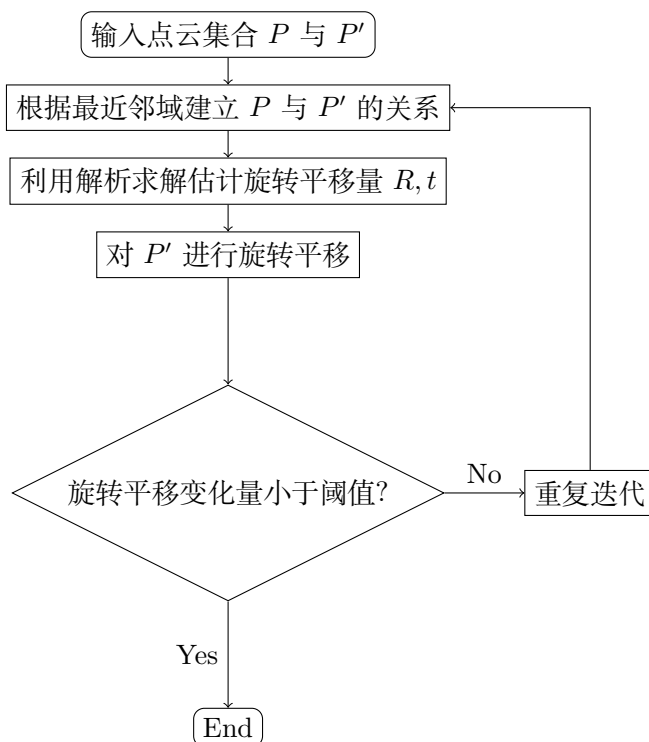 输入点云集合 P 与 P′
根据最近邻域建立 P 与 P′ 的关系
利用解析求解估计旋转平移量 R, t
对 P′ 进行旋转平移
旋转平移变化量小于阈值?
No
重复迭代
Yes
End